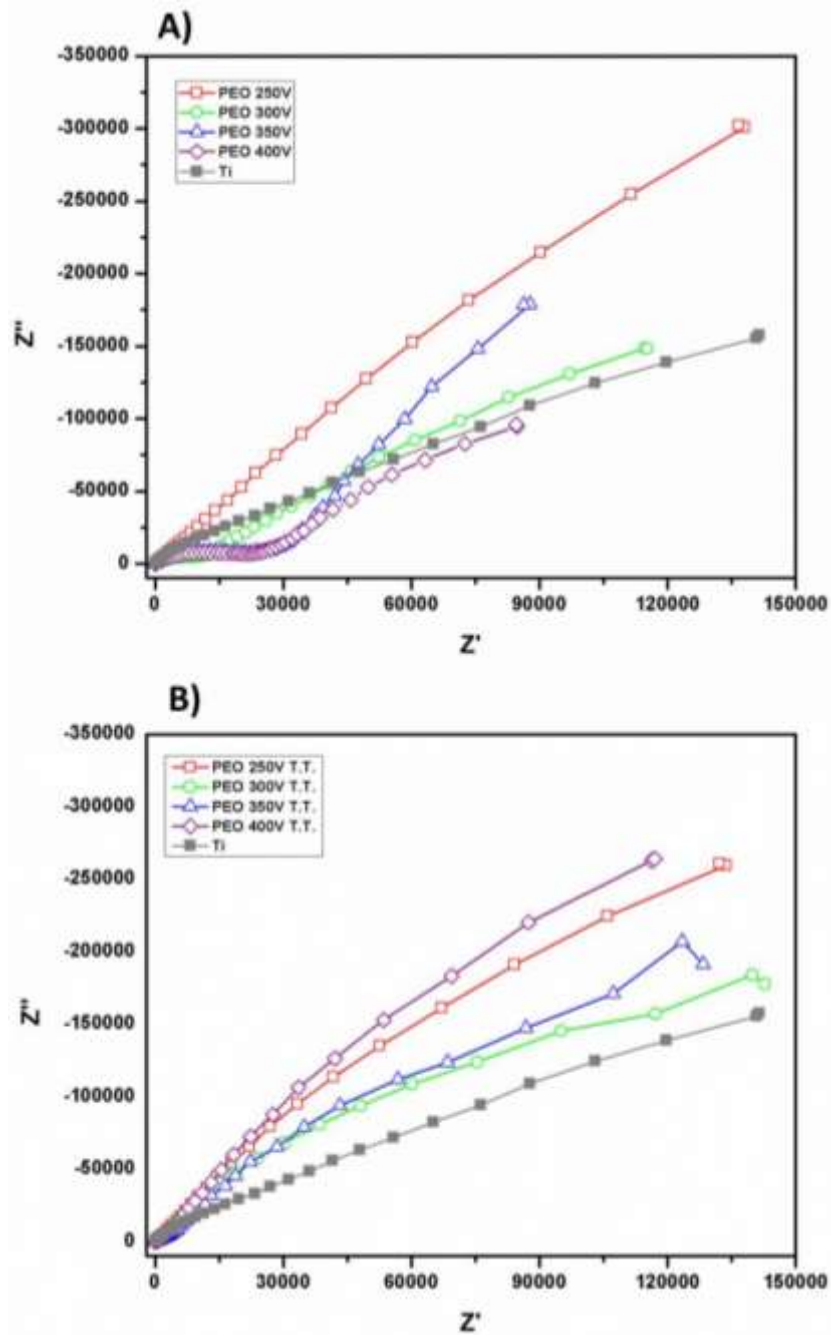 A)
-350000
-300000
-250000
-200000
-150000
-100000
-50000
0
Z"
PEO 250V
PEO 300V
PEO 350V
PEO 400V
Ti
0 30000 60000 90000 120000 150000
Z'
B)
-350000
-300000
-250000
-200000
-150000
-100000
-50000
0
Z"
PEO 250V T.T.
PEO 300V T.T.
PEO 350V T.T.
PEO 400V T.T.
Ti
0 30000 60000 90000 120000 150000
Z'